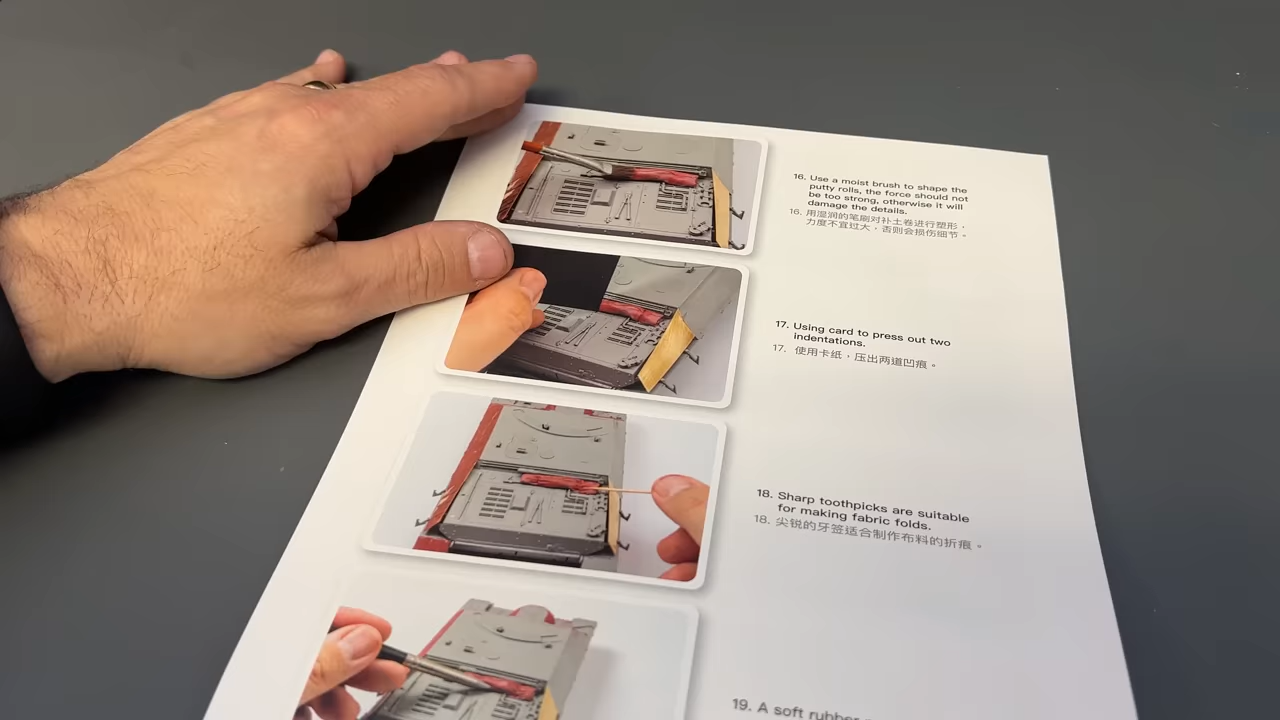 16. Use a moist brush to shape the
putty rolls, the force should not
be too strong, otherwise it will
damage the details.
16. 用湿润的笔刷对补土卷进行塑形，
力度不宜过大，否则会损伤细节。
17. Using card to press out two
indentations.
17. 使用卡纸，压出两道凹痕。
18. Sharp toothpicks are suitable
for making fabric folds.
18. 尖锐的牙签适合制作布料的折痕。
19. A soft rubber